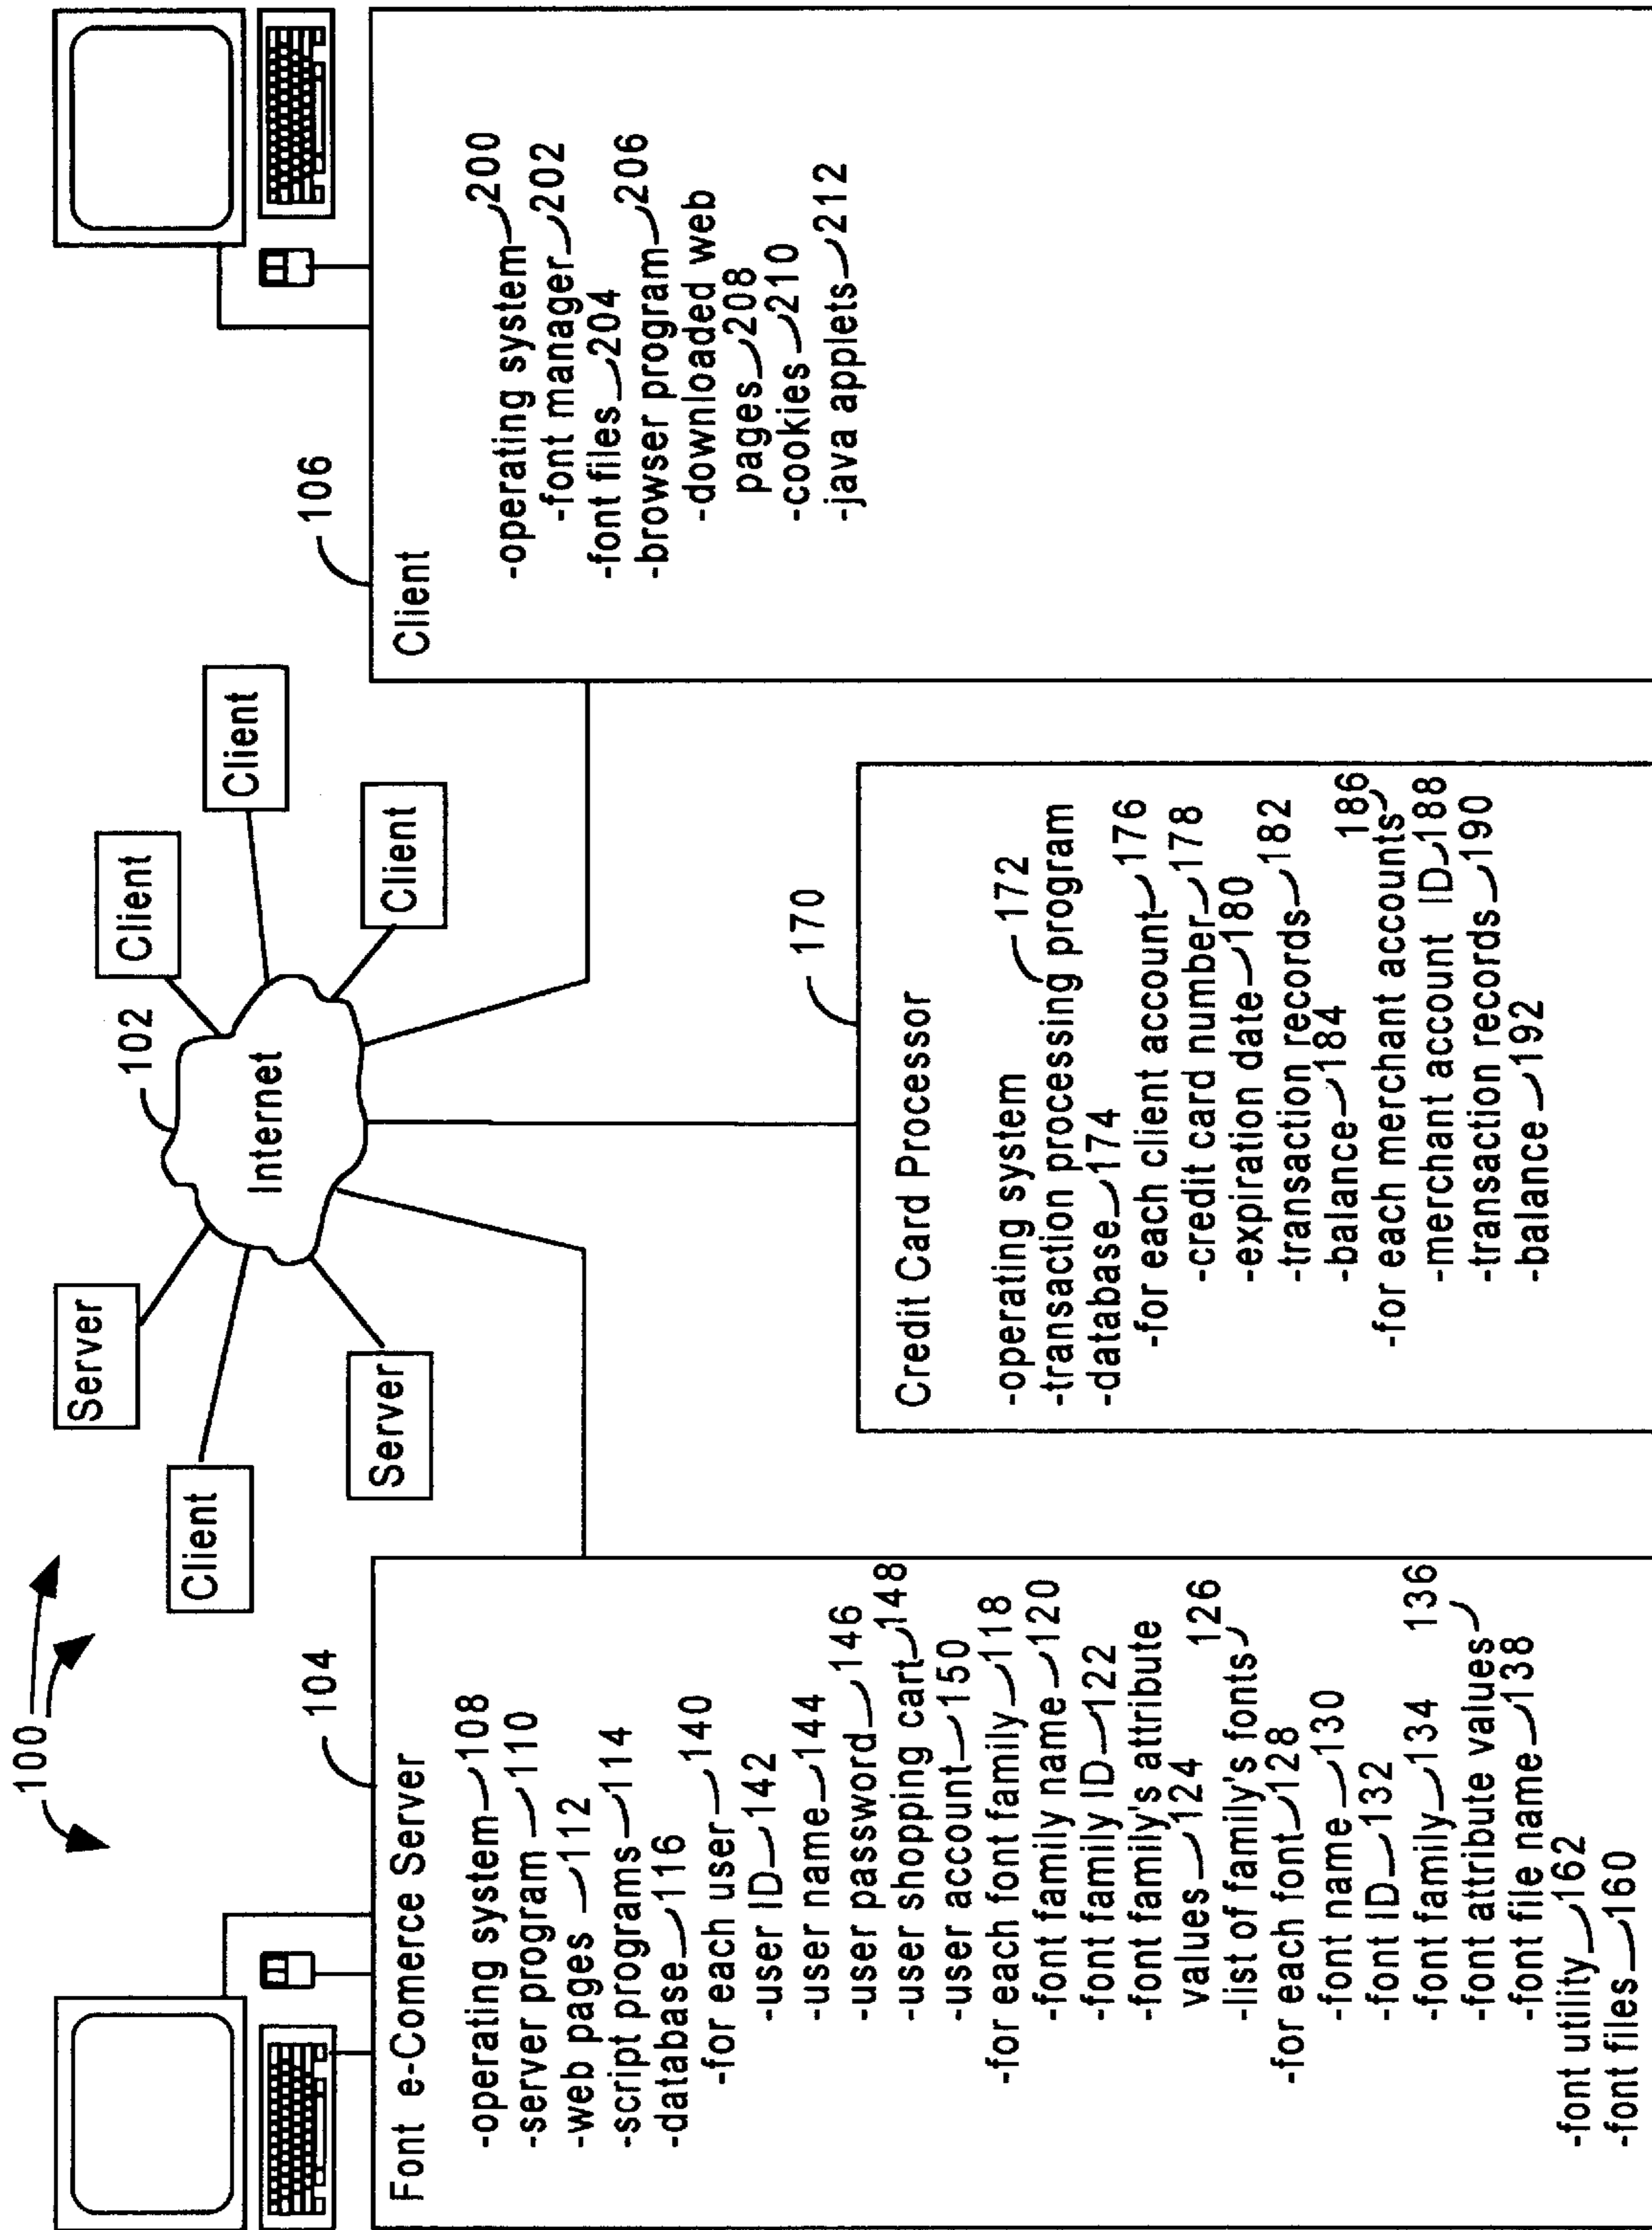 100
102
Server
Client
Server
Internet
Client
Client
Client
104
Font e-Comerce Server
-operating system 108
-server program 110
-web pages 112
-script programs 114
-database 116
-for each user 140
-user ID 142
-user name 144
-user password 146
-user shopping cart 148
-user account 150
-for each font family 118
-font family name 120
-font family ID 122
-font family's attribute
values 124
126
-list of family's fonts
-for each font 128
-font name 130
-font ID 132
-font family 134
136
-font attribute values
-font file name 138
-font utility 162
-font files 160
170
Credit Card Processor
-operating system
172
-transaction processing program
-database 174
-for each client account 176
-credit card number 178
-expiration date 180
-transaction records 182
-balance 184
186
-for each merchant accounts
-merchant account ID 188
-transaction records 190
-balance 192
106
Client
-operating system 200
-font manager 202
-font files 204
-browser program 206
-downloaded web
pages 208
-cookies 210
-java applets 212